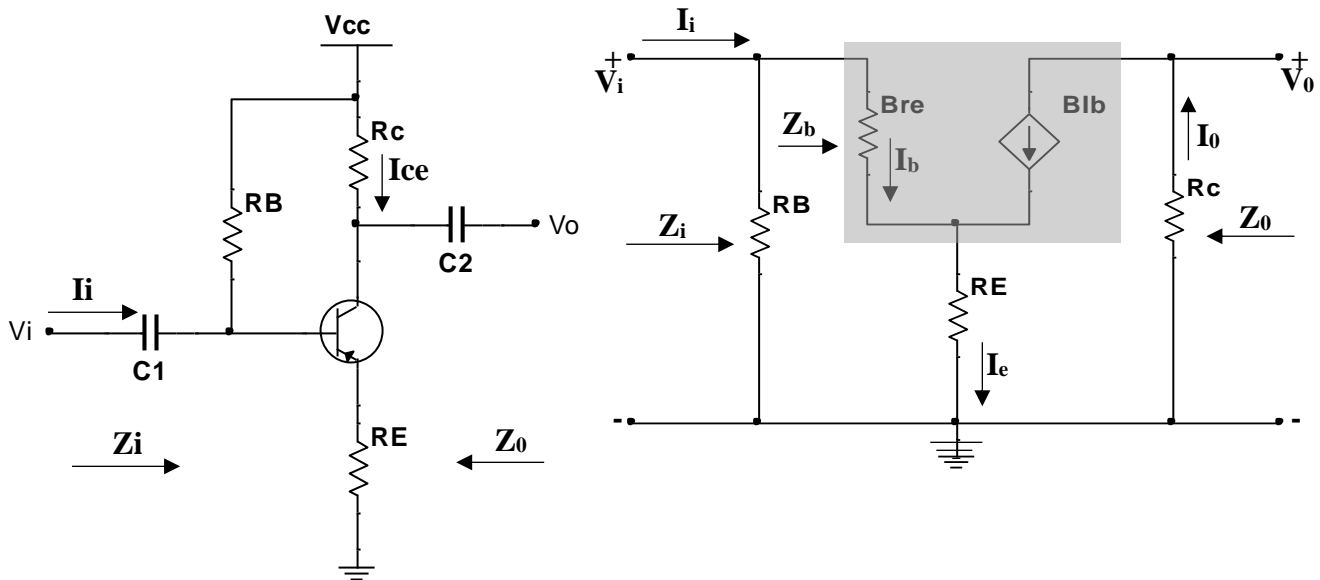 Vcc
Rc
Ice
RB
Vo
C2
Ii
Vi
C1
RE
Zi
Z0
Ii
+
Vi
Bre
BIb
+
V0
Zb
Ib
I0
Rc
RB
Zi
Z0
RE
Ie
-
-